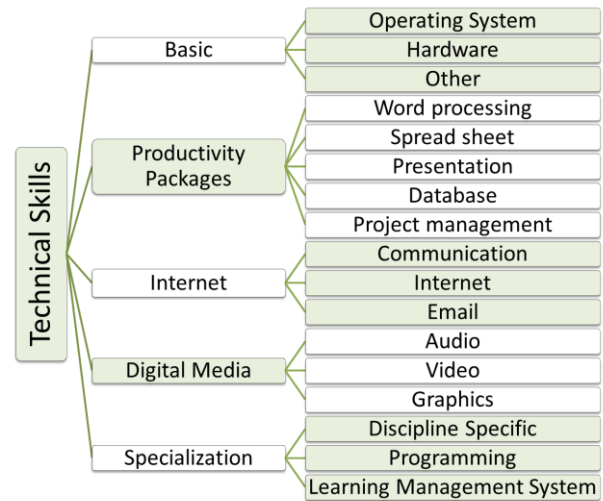 Technical Skills
Basic
Operating System
Hardware
Other
Productivity
Packages
Word processing
Spread sheet
Presentation
Database
Project management
Internet
Communication
Internet
Email
Digital Media
Audio
Video
Graphics
Specialization
Discipline Specific
Programming
Learning Management System